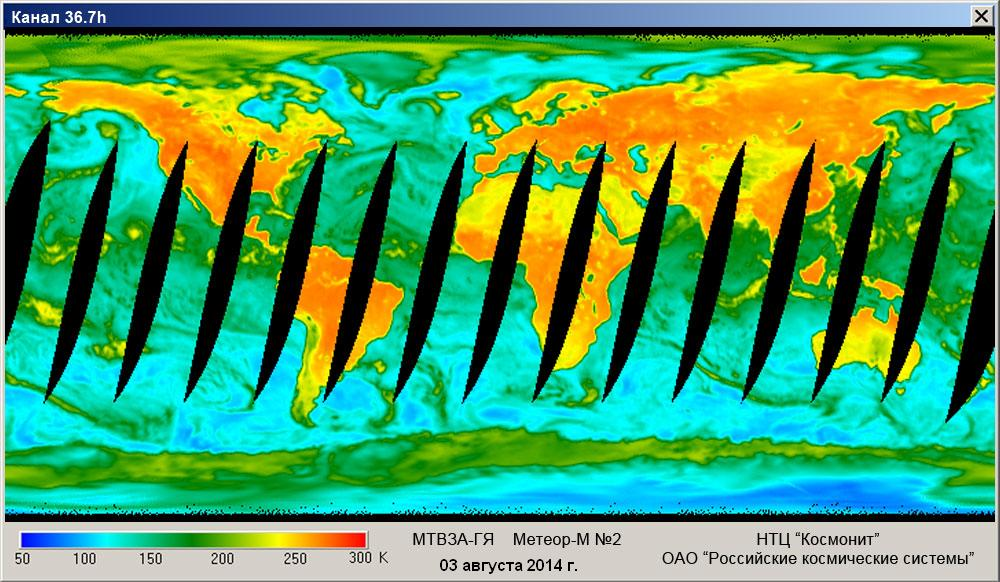 Канал 36.7h
50 100 150 200 250 300 K
МТВЗА-ГЯ Метеор-М №2
03 августа 2014 г.
НТЦ “Космонит”
ОАО “Российские космические системы”